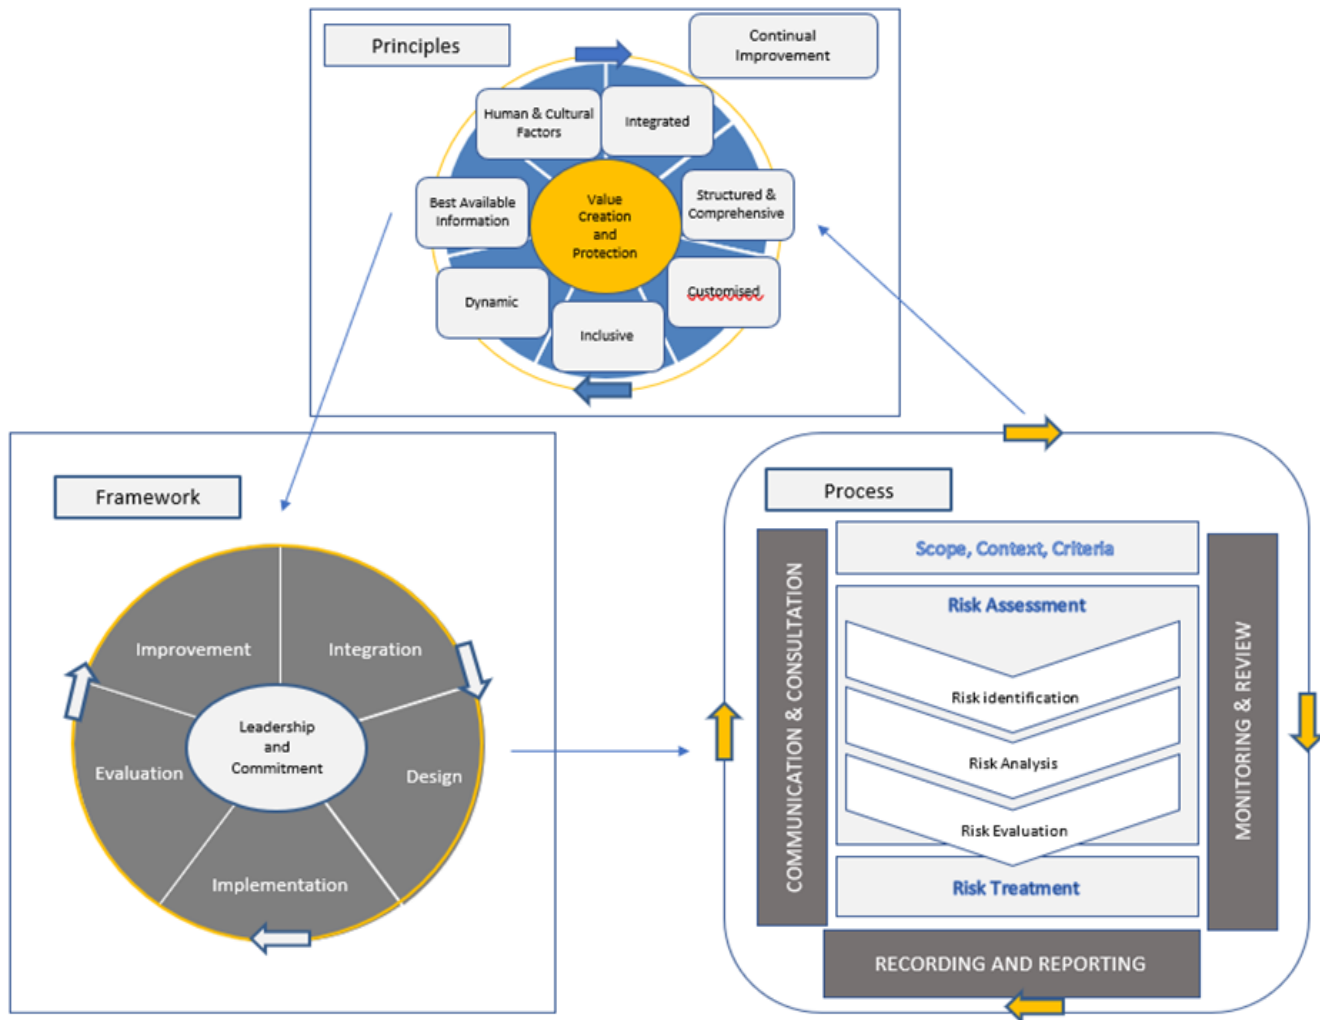 Principles
Continual
Improvement
Human & Cultural
Factors
Integrated
Best Available
Information
Value
Creation
and
Protection
Structured &
Comprehensive
Dynamic
Customised
Inclusive
Framework
Improvement
Integration
Leadership
and
Commitment
Evaluation
Design
Implementation
Process
COMMUNICATION & CONSULTATION
Scope, Context, Criteria
Risk Assessment
Risk identification
Risk Analysis
Risk Evaluation
Risk Treatment
MONITORING & REVIEW
RECORDING AND REPORTING